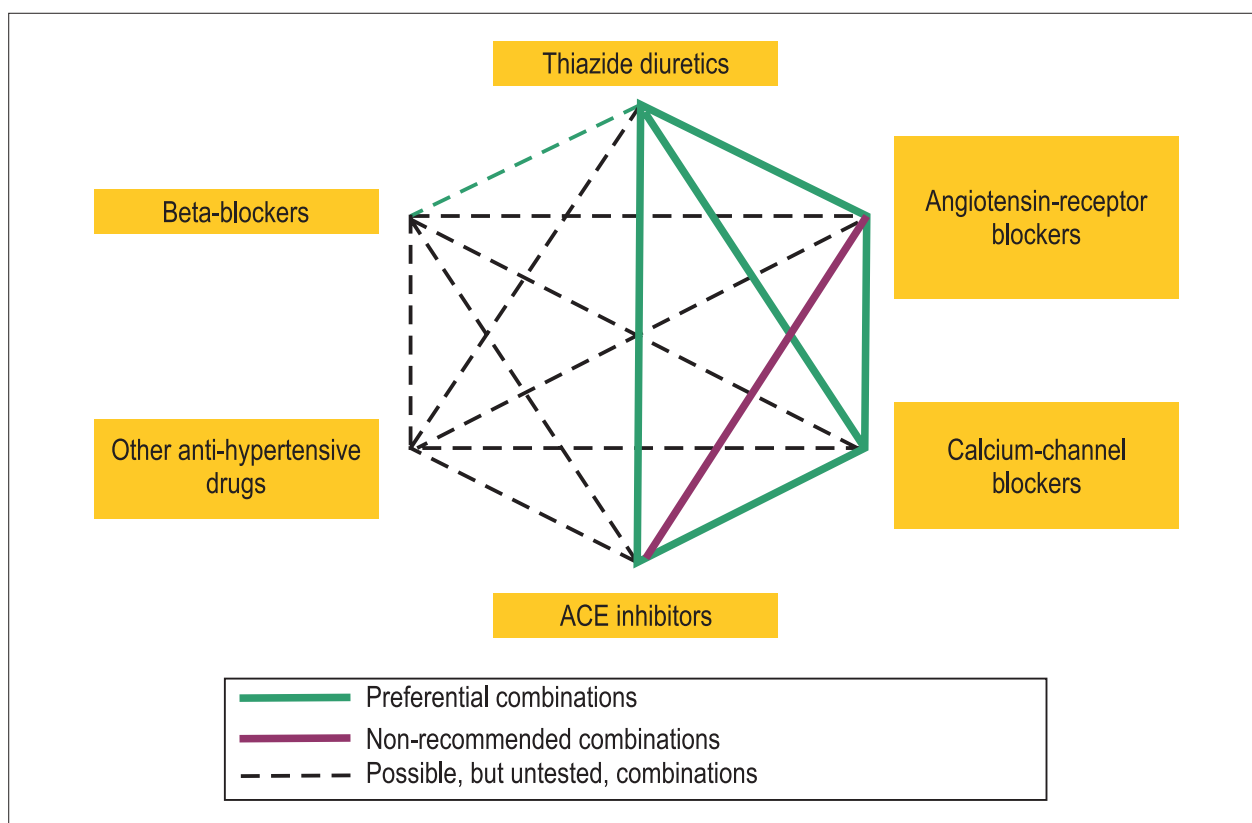 Thiazide diuretics
Beta-blockers
Angiotensin-receptor
blockers
Other anti-hypertensive
drugs
Calcium-channel
blockers
ACE inhibitors
Preferential combinations
Non-recommended combinations
Possible, but untested, combinations